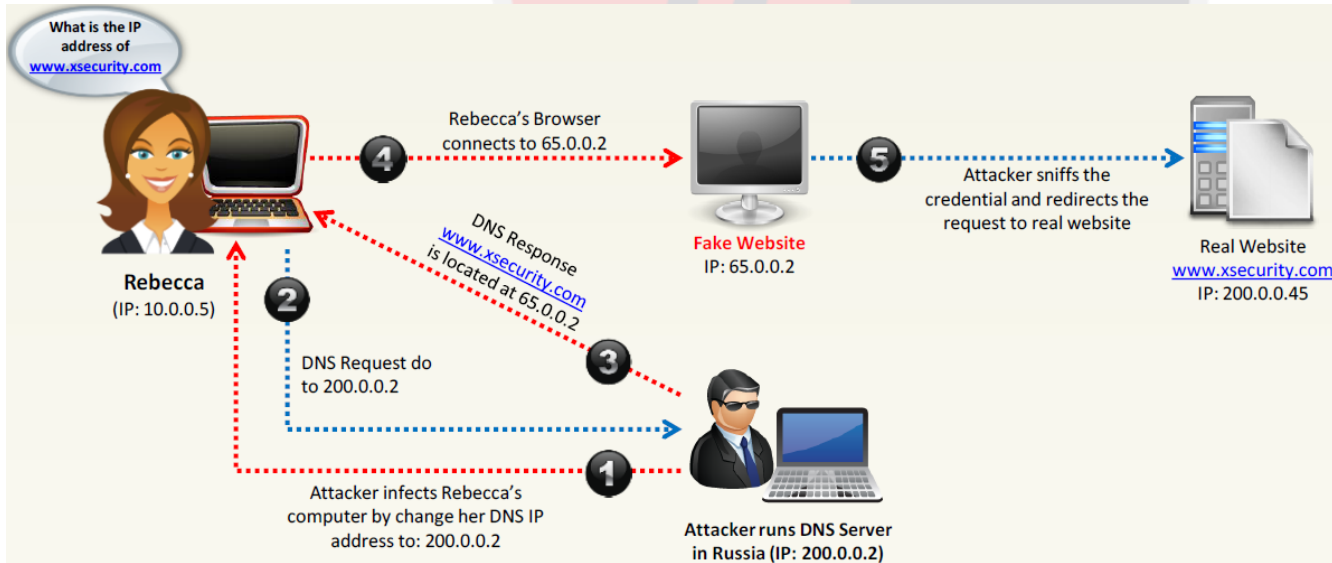 What is the IP
address of
www.xsecurity.com
Rebecca
(IP: 10.0.0.5)
4
Rebecca's Browser
connects to 65.0.0.2
Fake Website
IP: 65.0.0.2
5
Attacker sniffs the
credential and redirects the
request to real website
Real Website
www.xsecurity.com
IP: 200.0.0.45
DNS Response
www.xsecurity.com
is located at 65.0.0.2
3
2
DNS Request do
to 200.0.0.2
1
Attacker infects Rebecca's
computer by change her DNS IP
address to: 200.0.0.2
Attacker runs DNS Server
in Russia (IP: 200.0.0.2)